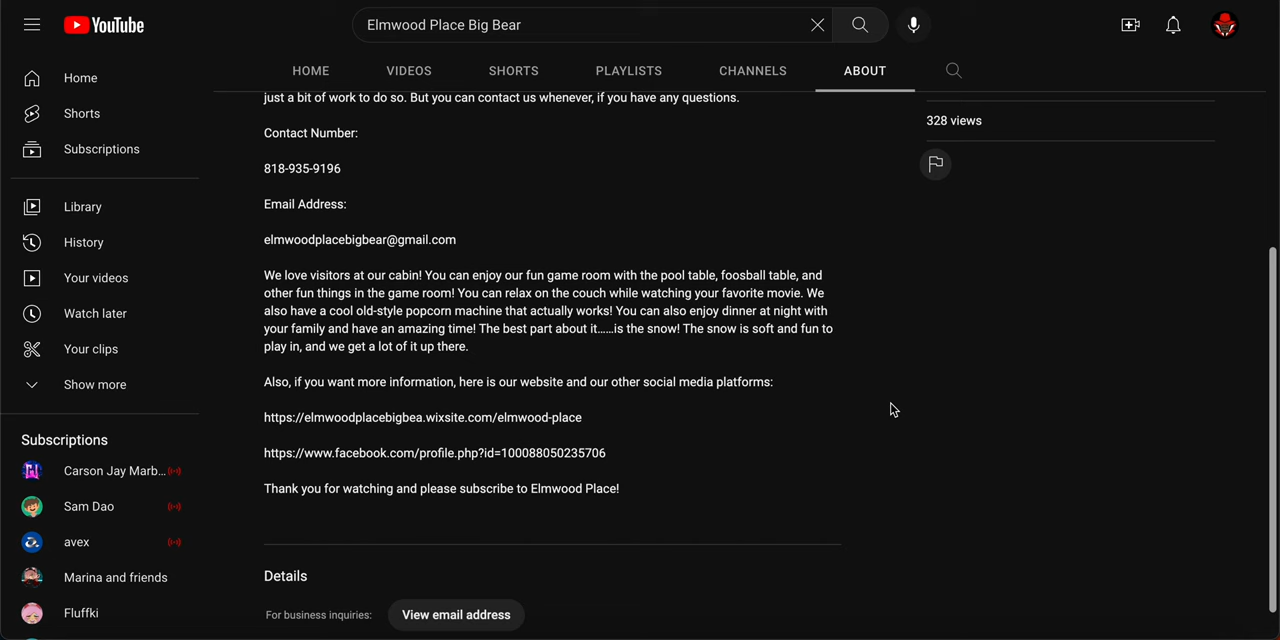 YouTube
Elmwood Place Big Bear
HOME VIDEOS SHORTS PLAYLISTS CHANNELS ABOUT
Home
Shorts
Subscriptions
Library
History
Your videos
Watch later
Your clips
Show more
Subscriptions
Carson Jay Marb...
Sam Dao
avex
Marina and friends
Fluffki
just a bit of work to do so. But you can contact us whenever, if you have any questions.
Contact Number:
818-935-9196
Email Address:
elmwoodplacebigbear@gmail.com
We love visitors at our cabin! You can enjoy our fun game room with the pool table, foosball table, and
other fun things in the game room! You can relax on the couch while watching your favorite movie. We
also have a cool old-style popcorn machine that actually works! You can also enjoy dinner at night with
your family and have an amazing time! The best part about it......is the snow! The snow is soft and fun to
play in, and we get a lot of it up there.
Also, if you want more information, here is our website and our other social media platforms:
https://elmwoodplacebigbea.wixsite.com/elmwood-place
https://www.facebook.com/profile.php?id=100088050235706
Thank you for watching and please subscribe to Elmwood Place!
Details
For business inquiries: View email address
328 views